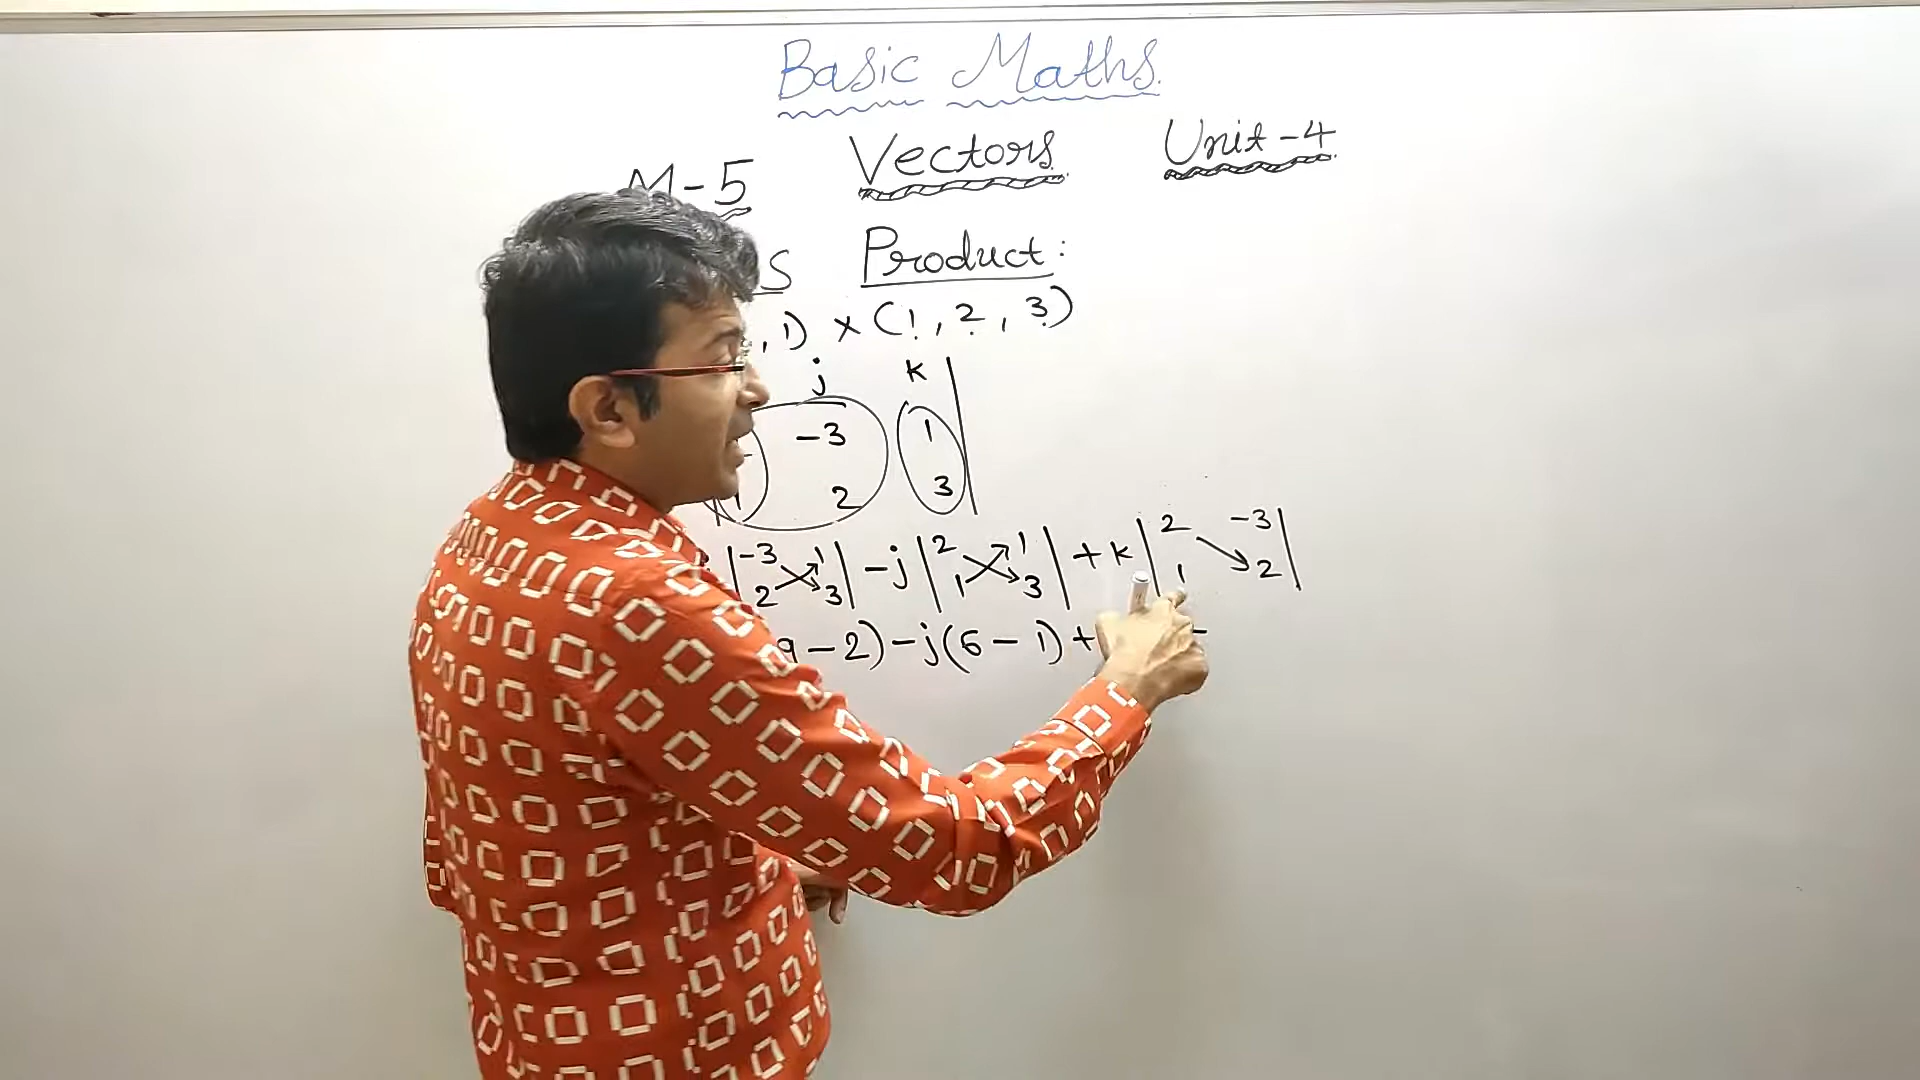 Basic Maths.
Vectors Unit-4
M-5
S Product:
, 1) × (1, 2, 3)
j k
-3 1
1 2 3
|-3 1| -j |2 1| + k |2 -3|
2 3 1 3 1 2
9-2) -j(6-1) +